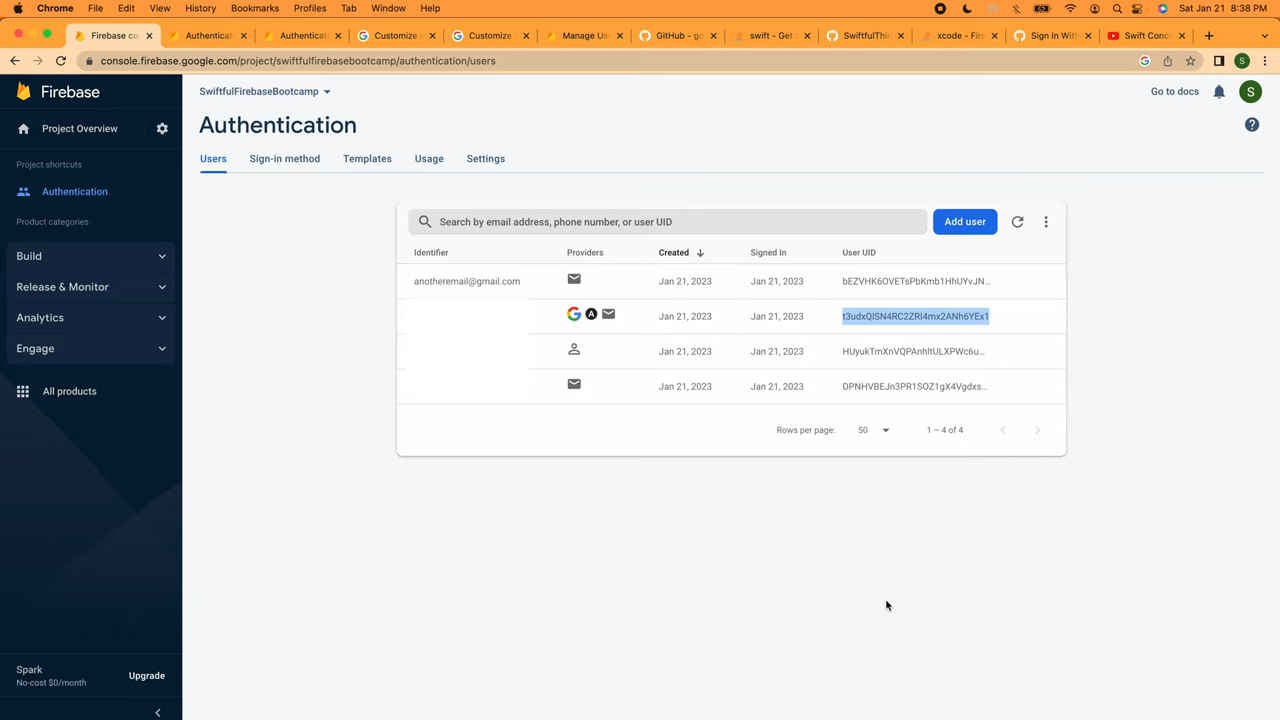 Chrome File Edit View History Bookmarks Profiles Tab Window Help Sat Jan 21 8:38 PM
Firebase co Authenticat Authenticat Customize a Customize a Manage Use GitHub - go swift - Get SwiftfulThin xcode - Fire Sign In With Swift Conc
console.firebase.google.com/project/swiftfulfirebasebootcamp/authentication/users S
Firebase
SwiftfulFirebaseBootcamp
Go to docs S
Authentication
Project Overview
Project shortcuts
Authentication
Product categories
Build
Release & Monitor
Analytics
Engage
All products
Spark
No-cost $0/month
Upgrade
Users Sign-in method Templates Usage Settings
Search by email address, phone number, or user UID
Add user
Identifier Providers Created Signed In User UID
anotheremail@gmail.com Jan 21, 2023 Jan 21, 2023 bEZVHK6OVETsPbKmb1HhUYvJN...
G A Jan 21, 2023 Jan 21, 2023 t3udxQlSN4RC2ZRI4mx2ANh6YEx1
Jan 21, 2023 Jan 21, 2023 HUyukTmXnVQPAnhltULXPWc6u...
Jan 21, 2023 Jan 21, 2023 DPNHVBEJn3PR1SOZ1gX4Vgdxs...
Rows per page: 50 1 – 4 of 4